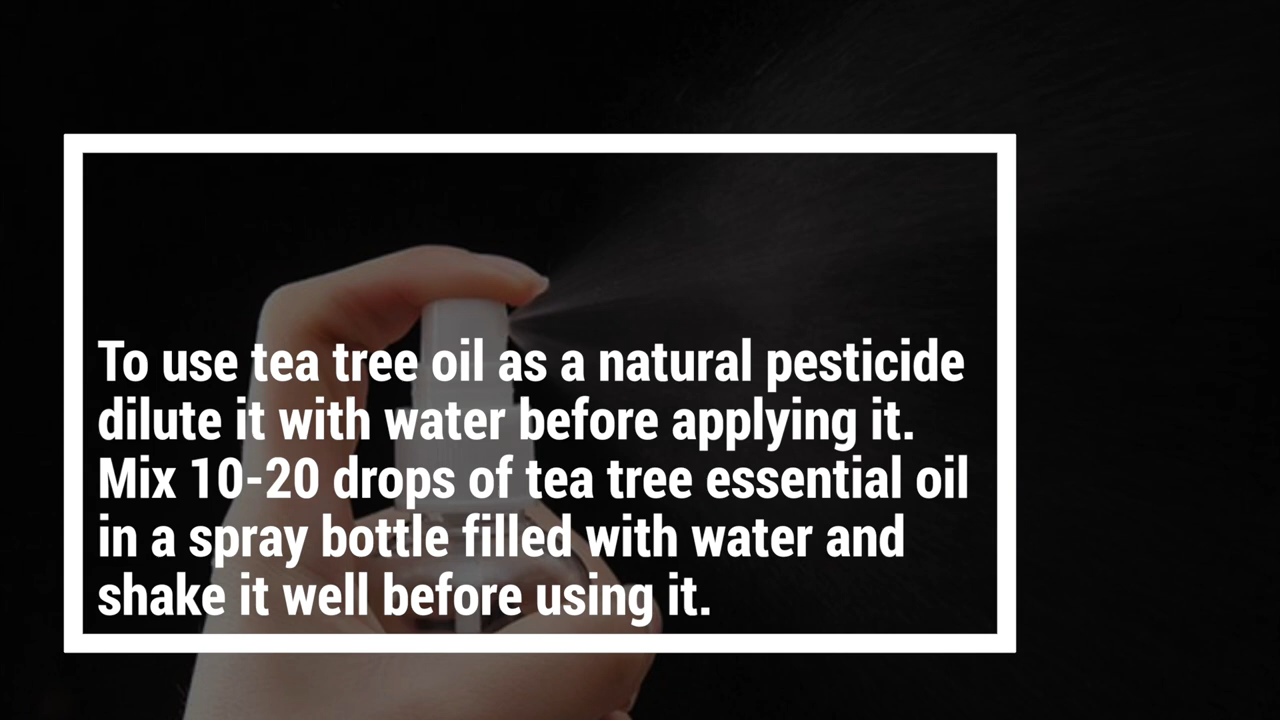 To use tea tree oil as a natural pesticide
dilute it with water before applying it.
Mix 10-20 drops of tea tree essential oil
in a spray bottle filled with water and
shake it well before using it.